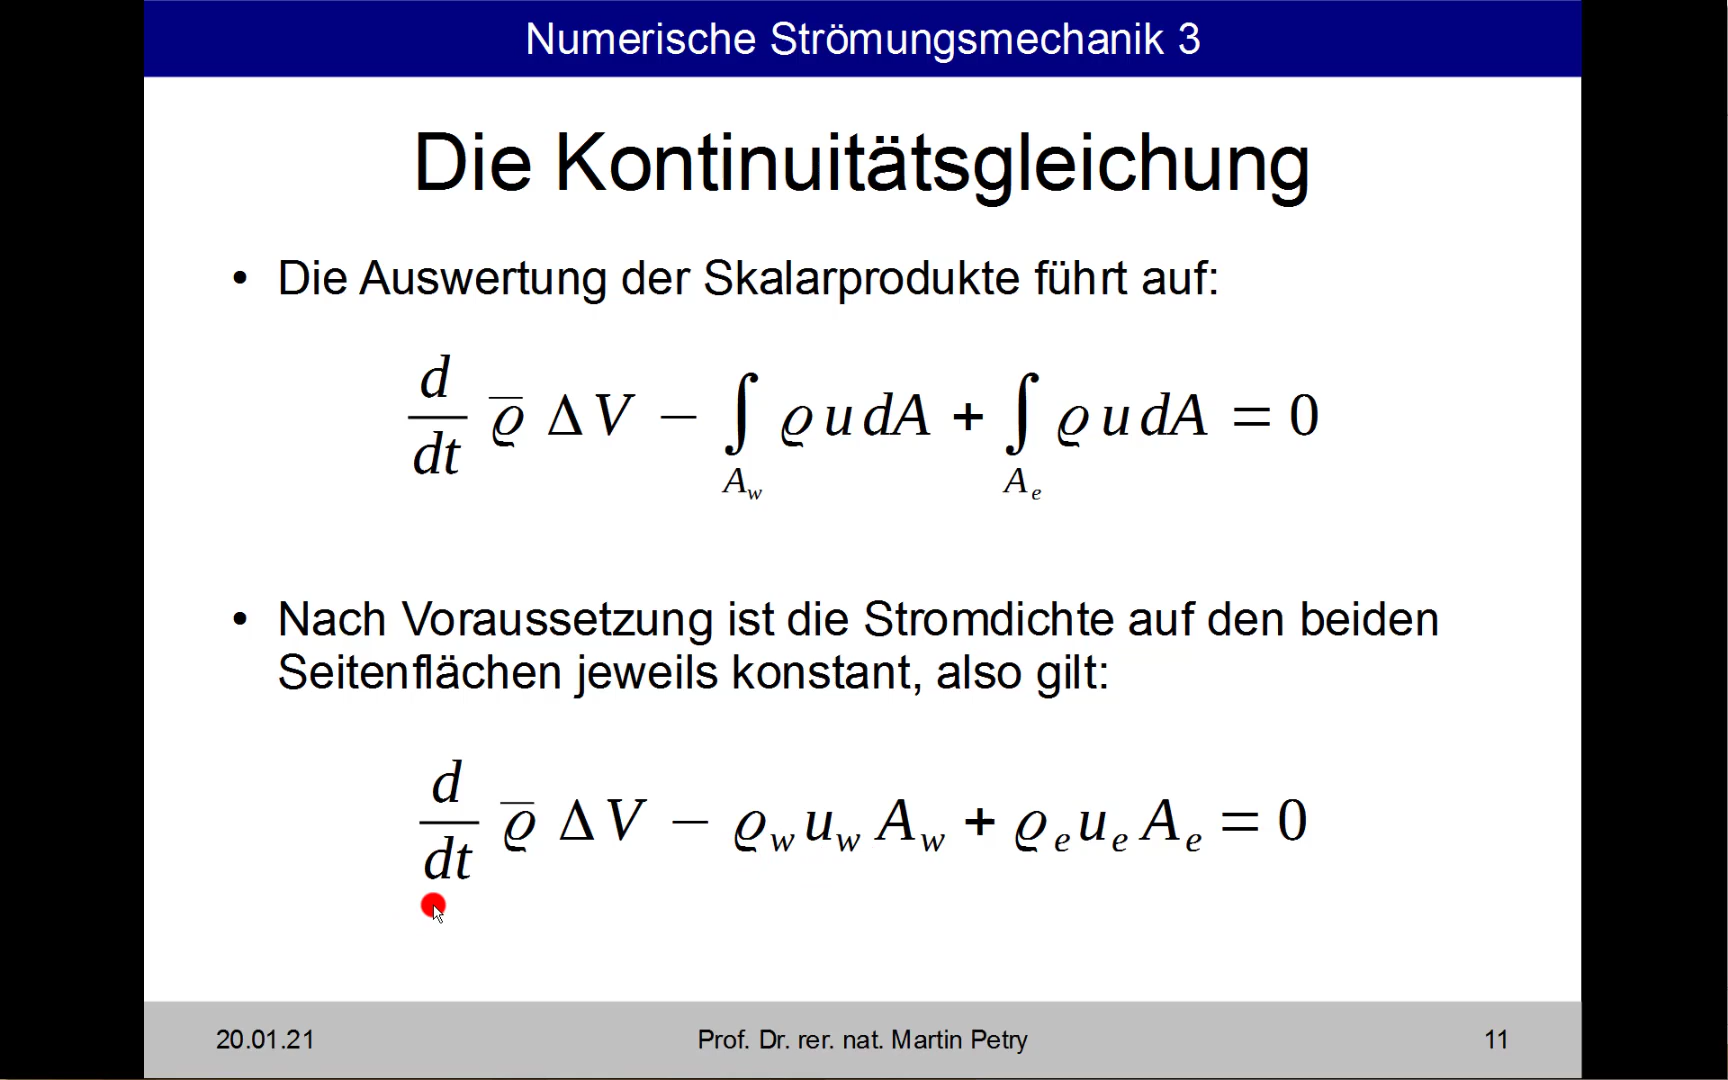 Numerische Strömungsmechanik 3
Die Kontinuitätsgleichung
• Die Auswertung der Skalarprodukte führt auf:
d/dt ϱ̅ Δ V − ∫_{A_w} ϱ u dA + ∫_{A_e} ϱ u dA = 0
• Nach Voraussetzung ist die Stromdichte auf den beiden
Seitenflächen jeweils konstant, also gilt:
d/dt ϱ̅ Δ V − ϱ_w u_w A_w + ϱ_e u_e A_e = 0
20.01.21 Prof. Dr. rer. nat. Martin Petry 11